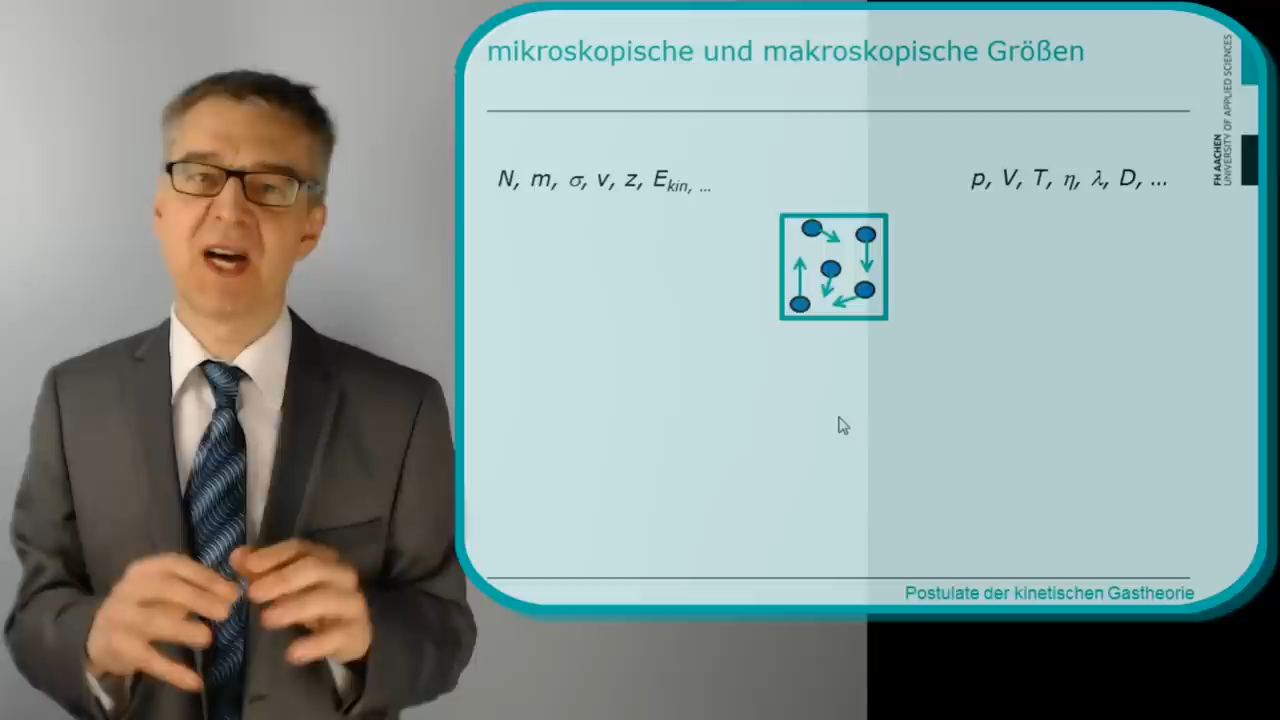 mikroskopische und makroskopische Größen
N, m, σ, v, z, E_kin, ...
p, V, T, η, λ, D, ...
FH AACHEN
UNIVERSITY OF APPLIED SCIENCES
Postulate der kinetischen Gastheorie